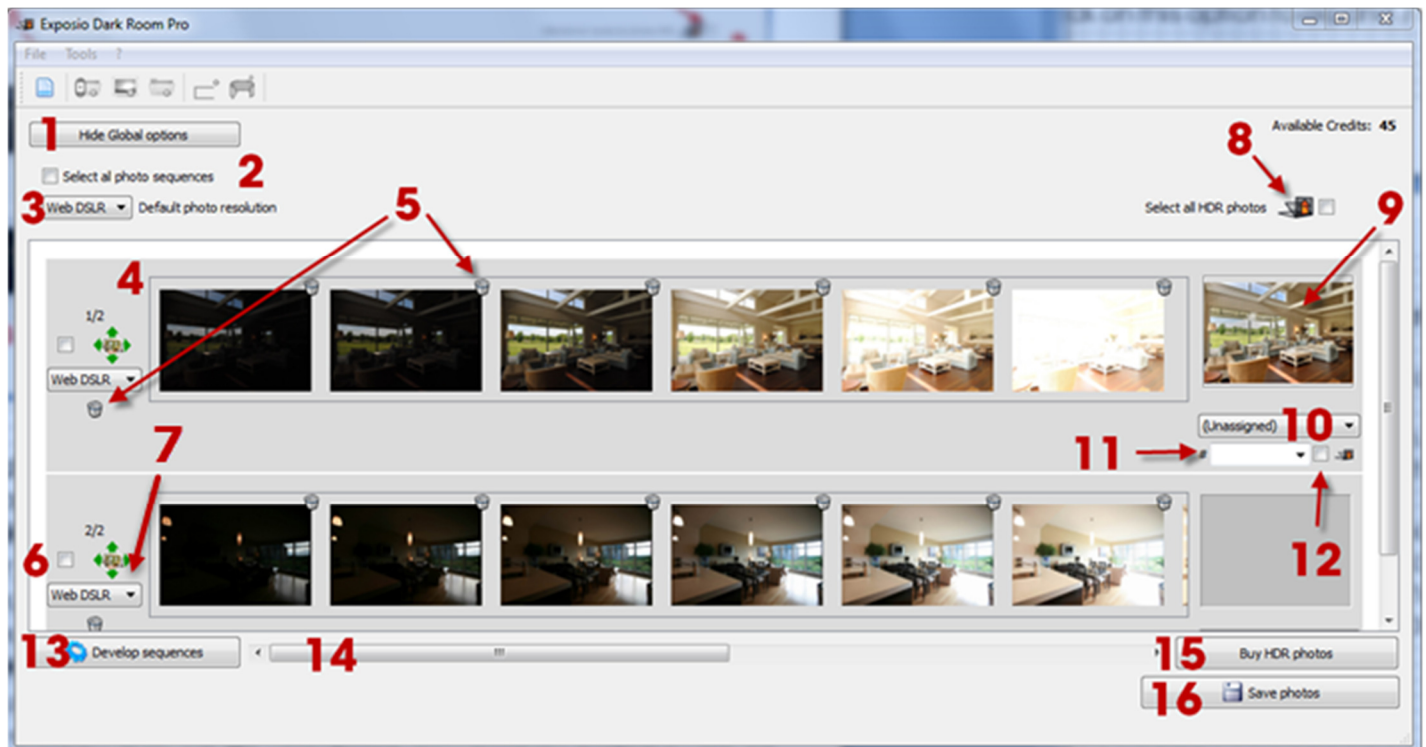 Exposio Dark Room Pro
File Tools ?
1 Hide Global options
Available Credits: 45
8
Select al photo sequences 2
3 Web DSLR Default photo resolution
5
Select all HDR photos
9
4
1/2
Web DSLR
7
(Unassigned) 10
11 #
12
2/2
6
Web DSLR
13 Develop sequences
14
15 Buy HDR photos
16 Save photos